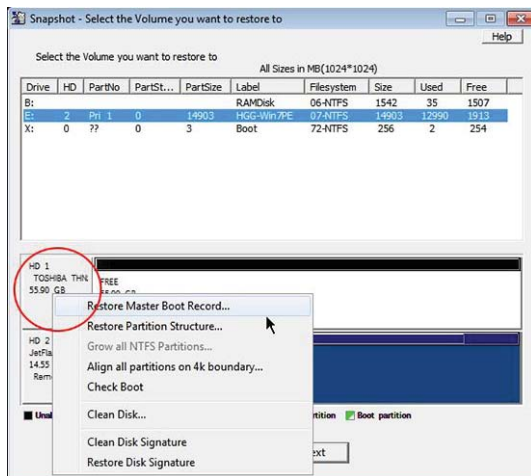 Snapshot - Select the Volume you want to restore to
Help
Select the Volume you want to restore to
All Sizes in MB(1024*1024)
Drive HD PartNo PartSt... PartSize Label Filesystem Size Used Free
B: RAMDisk 06-NTFS 1542 35 1507
E: 2 Pri 1 0 14903 HGG-Win7PE 07-NTFS 14903 12990 1913
X: 0 ?? 0 3 Boot 72-NTFS 256 2 254
HD 1
TOSHIBA THN
55.90 GB
FREE
Restore Master Boot Record...
Restore Partition Structure...
Grow all NTFS Partitions...
Align all partitions on 4k boundary...
Check Boot
Clean Disk...
Clean Disk Signature
Restore Disk Signature
HD 2
JetFla
14.55
Rem
Boot partition